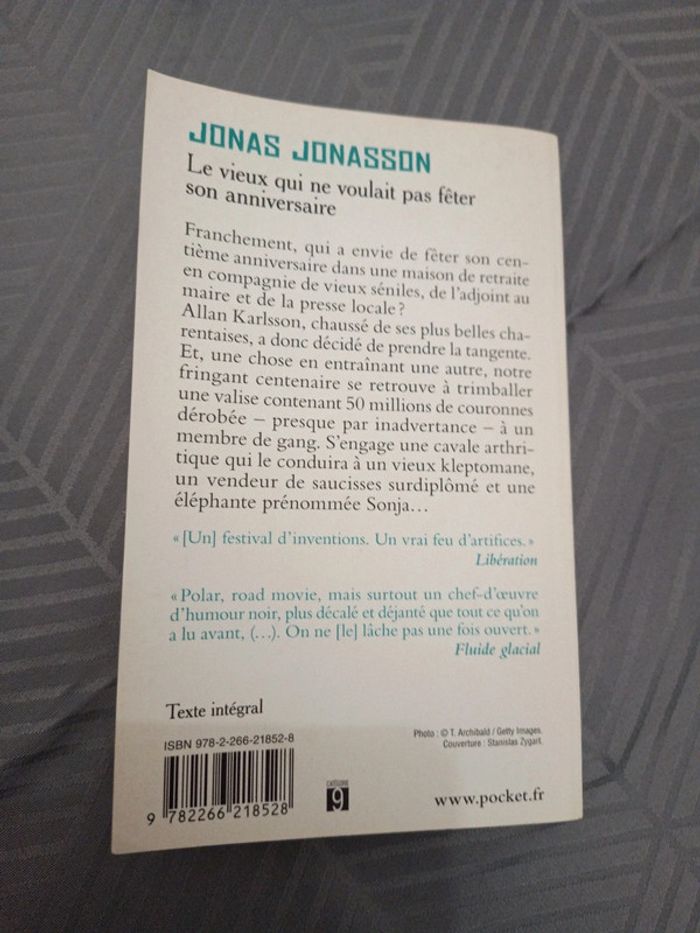 JONAS JONASSON
Le vieux qui ne voulait pas fêter
son anniversaire
Franchement, qui a envie de fêter son cen-
tième anniversaire dans une maison de retraite
en compagnie de vieux séniles, de l'adjoint au
maire et de la presse locale ?
Allan Karlsson, chaussé de ses plus belles cha-
rentaises, a donc décidé de prendre la tangente.
Et, une chose en entraînant une autre, notre
fringant centenaire se retrouve à trimballer
une valise contenant 50 millions de couronnes
dérobée – presque par inadvertance – à un
membre de gang. S'engage une cavale arthri-
tique qui le conduira à un vieux kleptomane,
un vendeur de saucisses surdiplômé et une
éléphante prénommée Sonja...
« [Un] festival d'inventions. Un vrai feu d'artifices. »
Libération
« Polar, road movie, mais surtout un chef-d'œuvre
d'humour noir, plus décalé et déjanté que tout ce qu'on
a lu avant, (...). On ne [le] lâche pas une fois ouvert. »
Fluide glacial
Texte intégral
ISBN 978-2-266-21852-8
Photo : © T. Archibald / Getty Images.
Couverture : Stanislas Zygart.
CATÉGORIE
9
www.pocket.fr
9 782266 218528